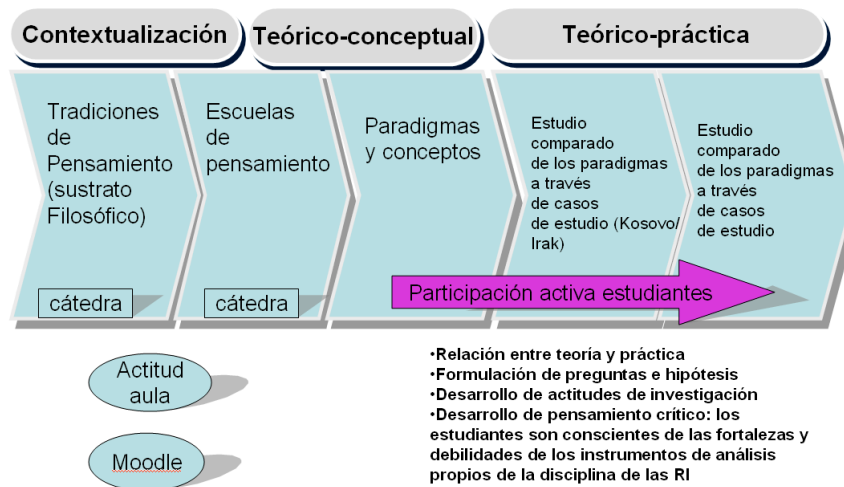 Contextualización
Teórico-conceptual
Teórico-práctica
Tradiciones
de
Pensamiento
(sustrato
Filosófico)
cátedra
Escuelas
de
pensamiento
cátedra
Paradigmas
y conceptos
Estudio
comparado
de los paradigmas
a través
de casos
de estudio (Kosovo/
Irak)
Estudio
comparado
de los paradigmas
a través
de casos
de estudio
Participación activa estudiantes
Actitud
aula
Moodle
•Relación entre teoría y práctica
•Formulación de preguntas e hipótesis
•Desarrollo de actitudes de investigación
•Desarrollo de pensamiento crítico: los
estudiantes son conscientes de las fortalezas y
debilidades de los instrumentos de análisis
propios de la disciplina de las RI